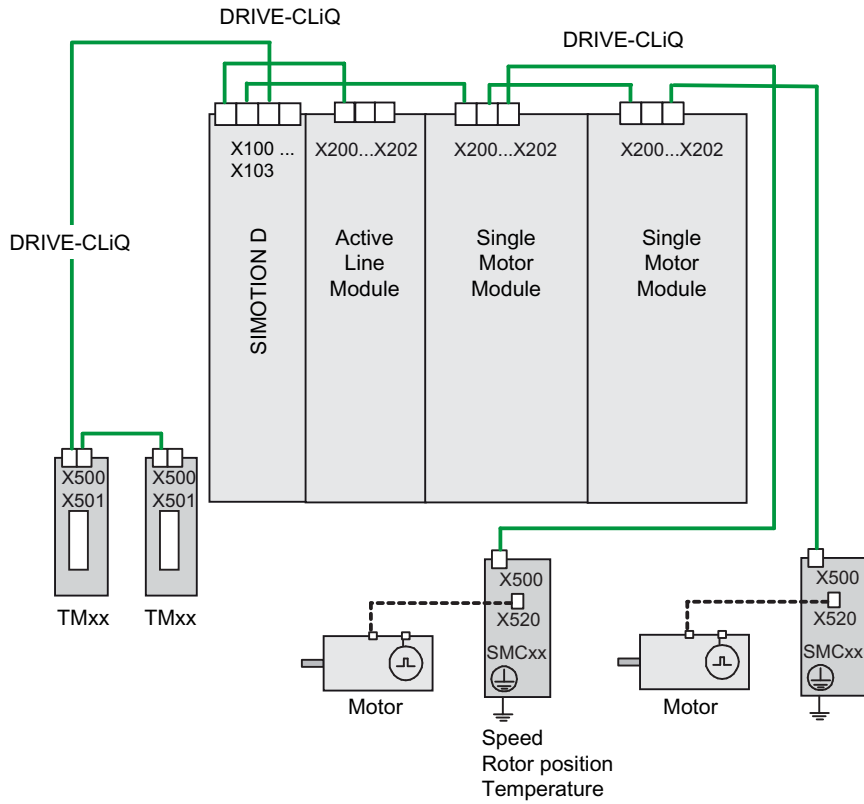 DRIVE-CLiQ
DRIVE-CLiQ
X100 ...
X103
X200...X202
X200...X202
X200...X202
SIMOTION D
Active
Line
Module
Single
Motor
Module
Single
Motor
Module
DRIVE-CLiQ
X500
X501
X500
X501
TMxx
TMxx
X500
X520
SMCxx
X500
X520
SMCxx
Motor
Motor
Speed
Rotor position
Temperature